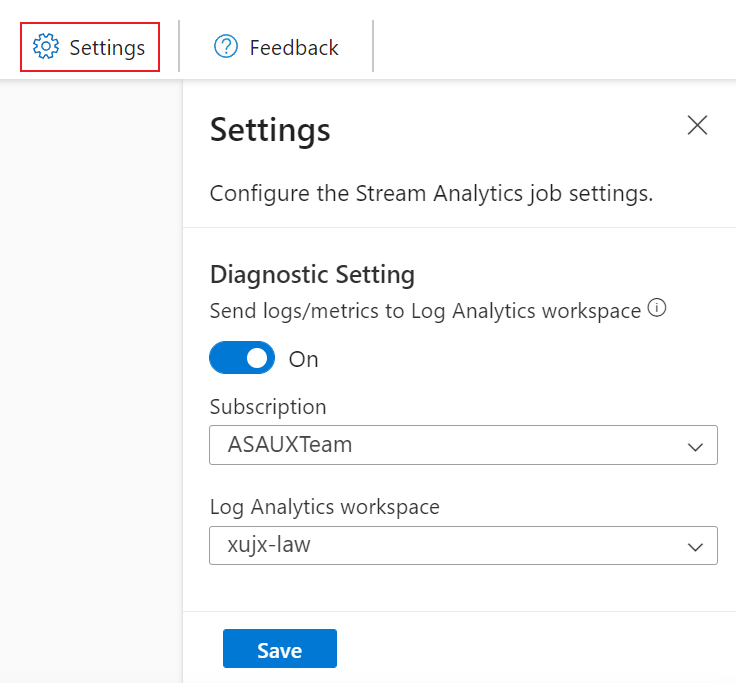 Settings
Feedback
Settings
Configure the Stream Analytics job settings.
Diagnostic Setting
Send logs/metrics to Log Analytics workspace
On
Subscription
ASAUXTeam
Log Analytics workspace
xujx-law
Save